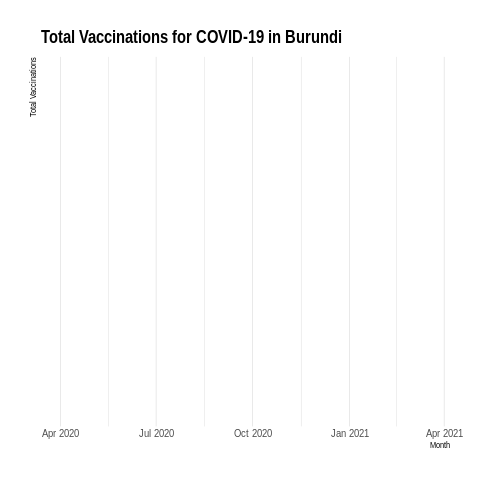 Total Vaccinations for COVID-19 in Burundi
Total Vaccinations
Apr 2020 Jul 2020 Oct 2020 Jan 2021 Apr 2021
Month